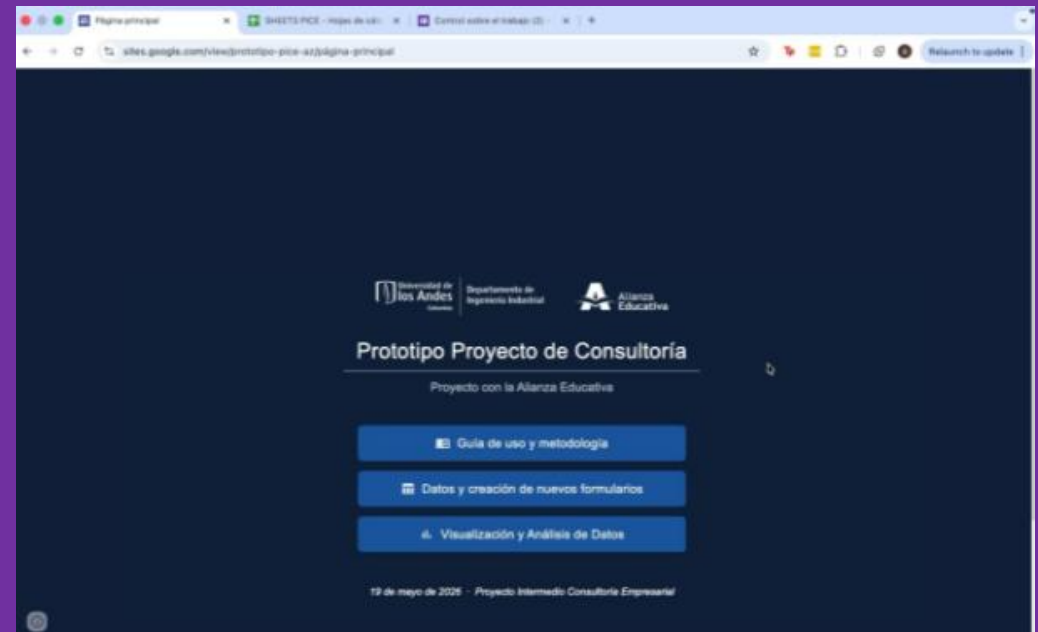 Página principal
SHEETS PICE - Hojas de cálc
Control sobre el trabajo (3) -
sites.google.com/view/prototipo-pice-az/página-principal
Relaunch to update
Universidad de
los Andes
Colombia
Departamento de
Ingeniería Industrial
Alianza
Educativa
Prototipo Proyecto de Consultoría
Proyecto con la Alianza Educativa
Guía de uso y metodología
Datos y creación de nuevos formularios
Visualización y Análisis de Datos
19 de mayo de 2025 · Proyecto Intermedio Consultoría Empresarial